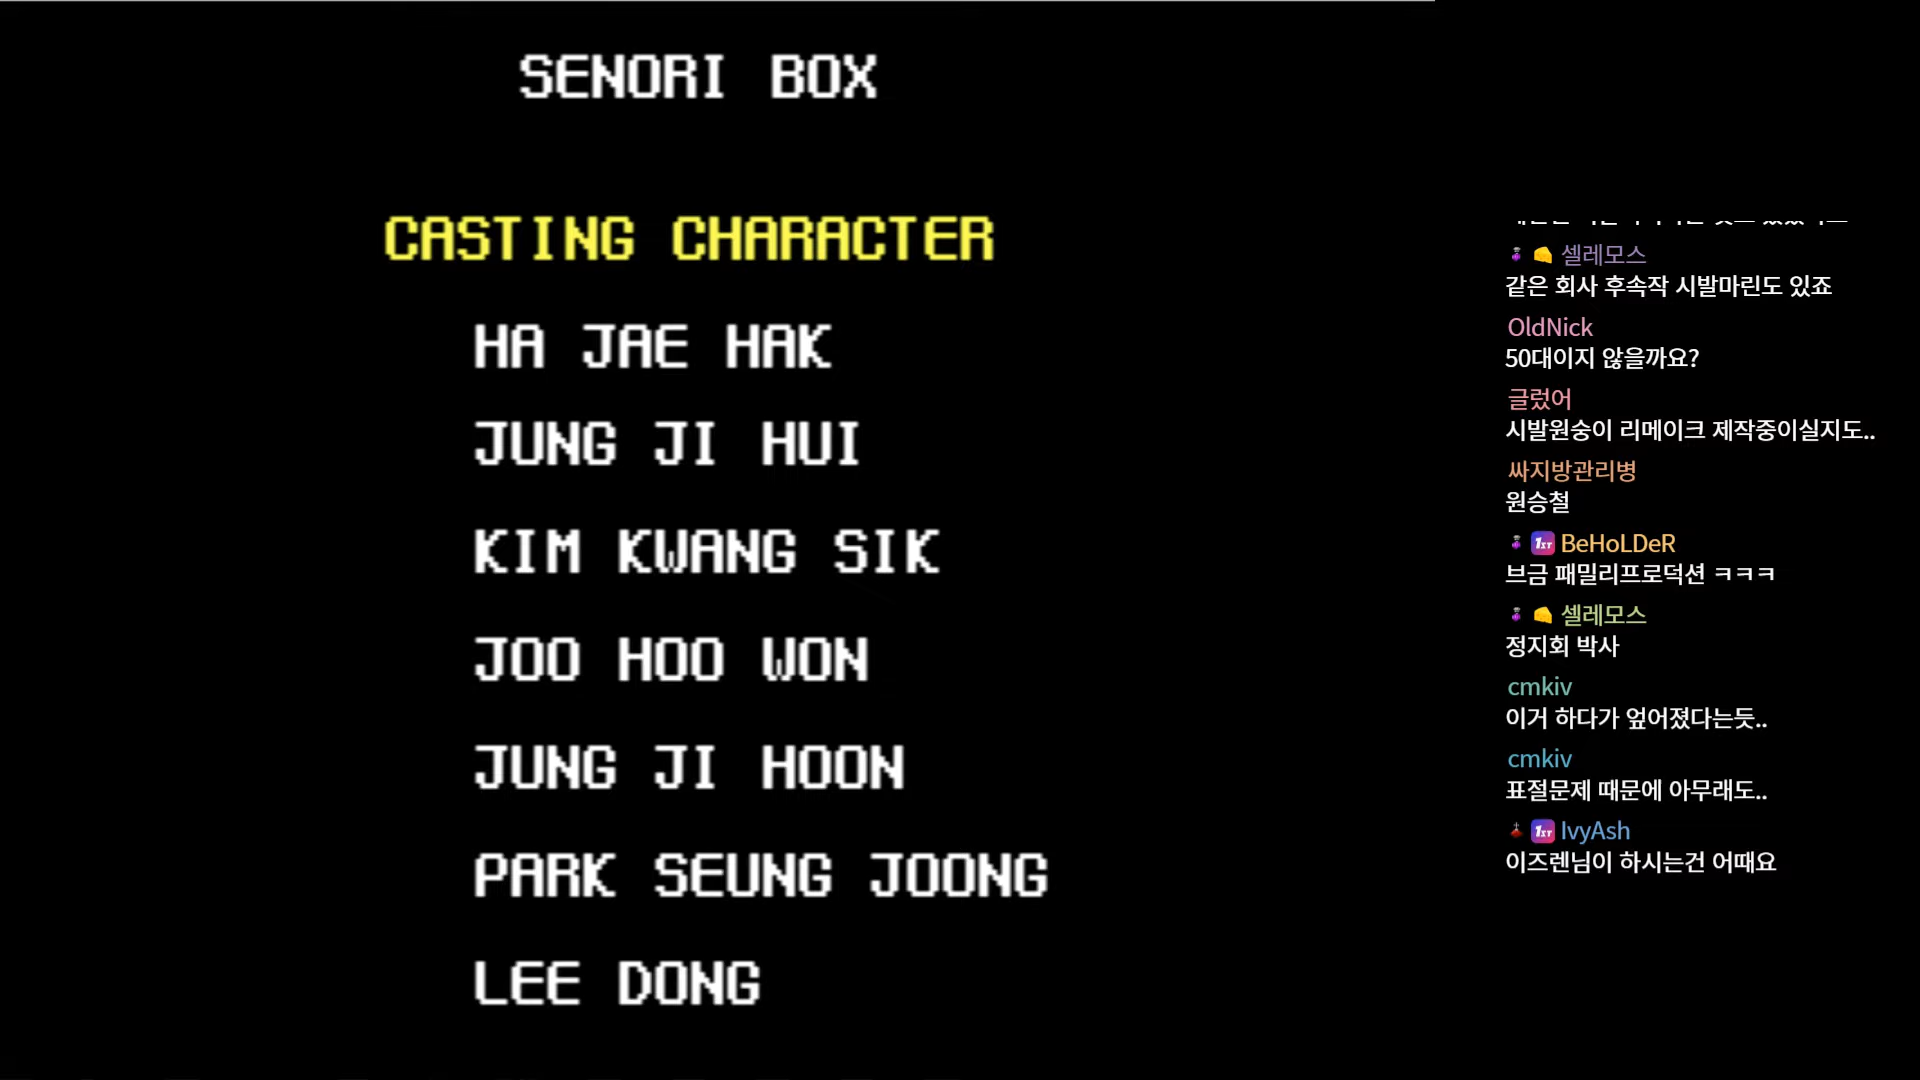 SENORI BOX
CASTING CHARACTER
HA JAE HAK
JUNG JI HUI
KIM KWANG SIK
JOO HOO WON
JUNG JI HOON
PARK SEUNG JOONG
LEE DONG
셀레모스
같은 회사 후속작 시발마린도 있죠
OldNick
50대이지 않을까요?
글렀어
시발원숭이 리메이크 제작중이실지도..
싸지방관리병
원승철
1ST BeHoLDeR
브금 패밀리프로덕션 ㅋㅋㅋ
셀레모스
정지회 박사
cmkiv
이거 하다가 엎어졌다는듯..
cmkiv
표절문제 때문에 아무래도..
1ST IvyAsh
이즈렌님이 하시는건 어때요